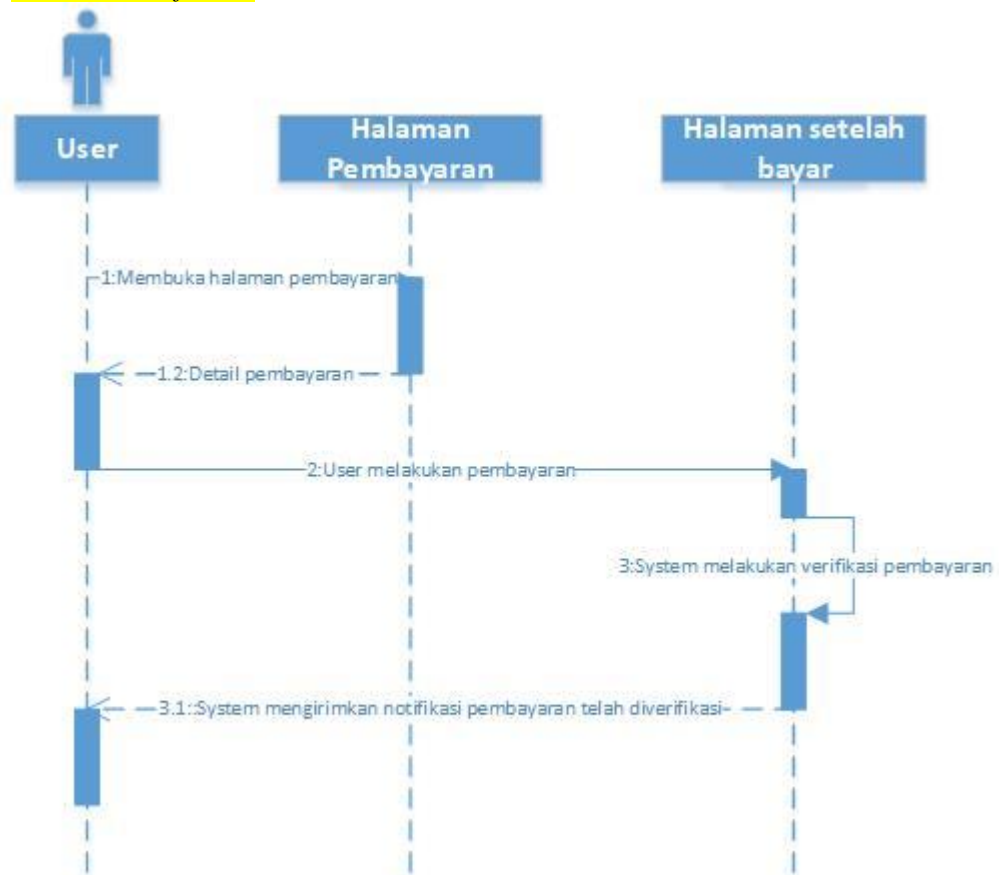 User
Halaman
Pembayaran
Halaman setelah
bayar
1:Membuka halaman pembayaran
1.2:Detail pembayaran
2:User melakukan pembayaran
3:System melakukan verifikasi pembayaran
3.1::System mengirimkan notifikasi pembayaran telah diverifikasi